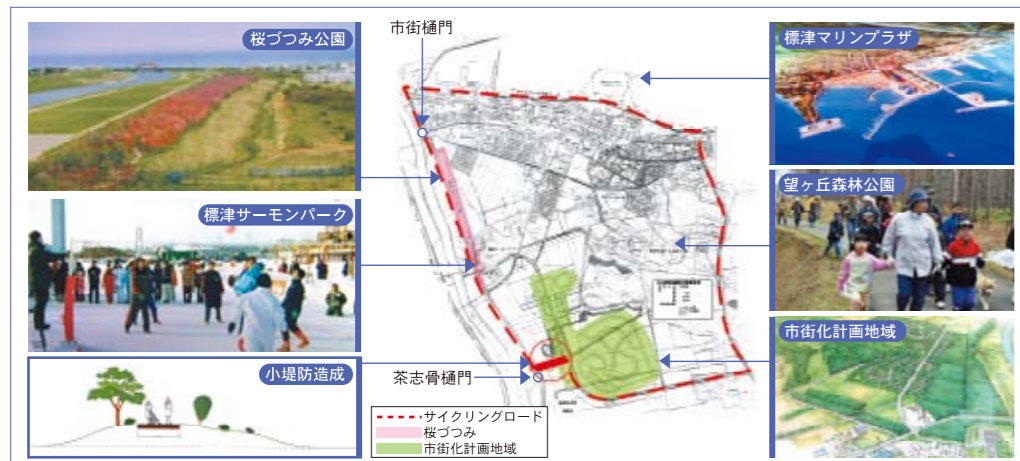 桜づつみ公園
市街樋門
標津マリンプラザ
標津サーモンパーク
望ヶ丘森林公園
小堤防造成
茶志骨樋門
市街化計画地域
サイクリングロード
桜づつみ
市街化計画地域